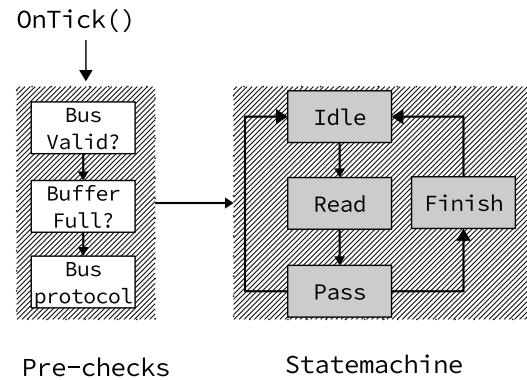 OnTick()
Bus
Valid?
Buffer
Full?
Bus
protocol
Idle
Read
Finish
Pass
Pre-checks
Statemachine